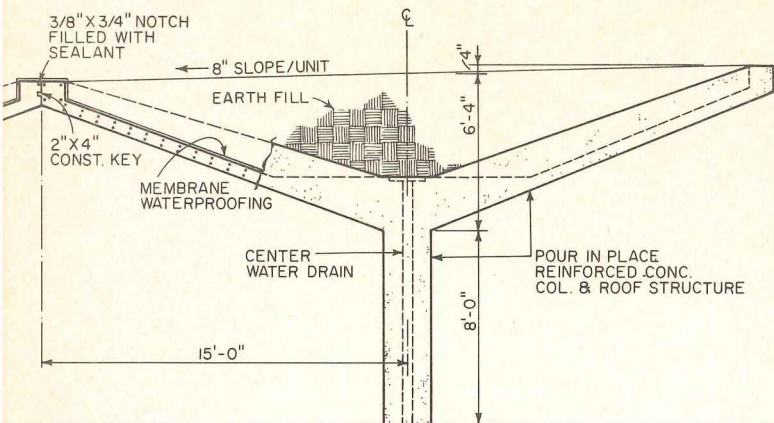 3/8" X 3/4" NOTCH
FILLED WITH
SEALANT
℄
8" SLOPE/UNIT
4"
EARTH FILL
6'-4"
2" X 4"
CONST. KEY
MEMBRANE
WATERPROOFING
CENTER
WATER DRAIN
POUR IN PLACE
REINFORCED CONC.
COL. & ROOF STRUCTURE
8'-0"
15'-0"